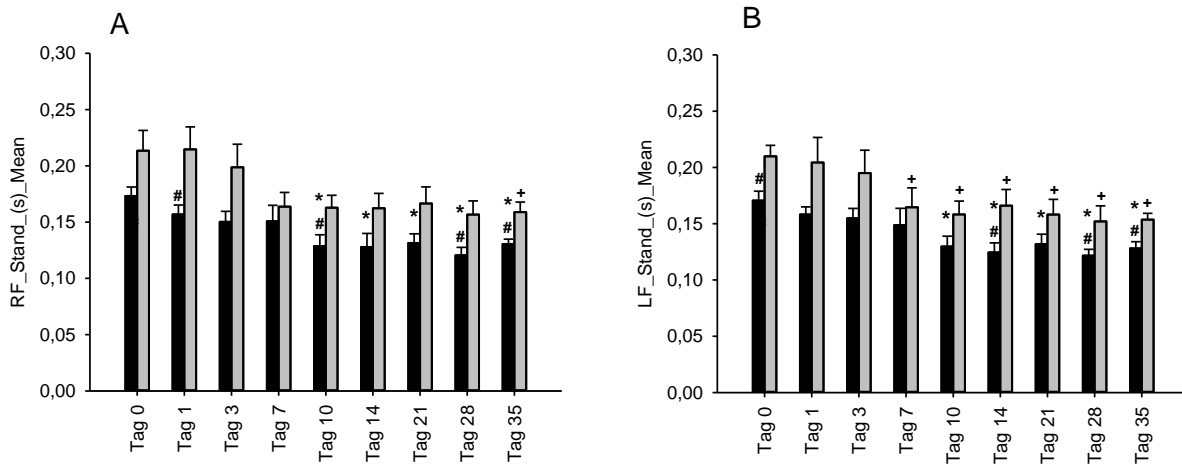 A
RF_Stand_(s)_Mean
0,30
0,25
0,20
0,15
0,10
0,05
0,00
#
* #
*
*
* #
* # +
Tag 0
Tag 1
Tag 3
Tag 7
Tag 10
Tag 14
Tag 21
Tag 28
Tag 35
B
LF_Stand_(s)_Mean
0,30
0,25
0,20
0,15
0,10
0,05
0,00
#
+
* +
* # +
* +
* # +
* # +
Tag 0
Tag 1
Tag 3
Tag 7
Tag 10
Tag 14
Tag 21
Tag 28
Tag 35